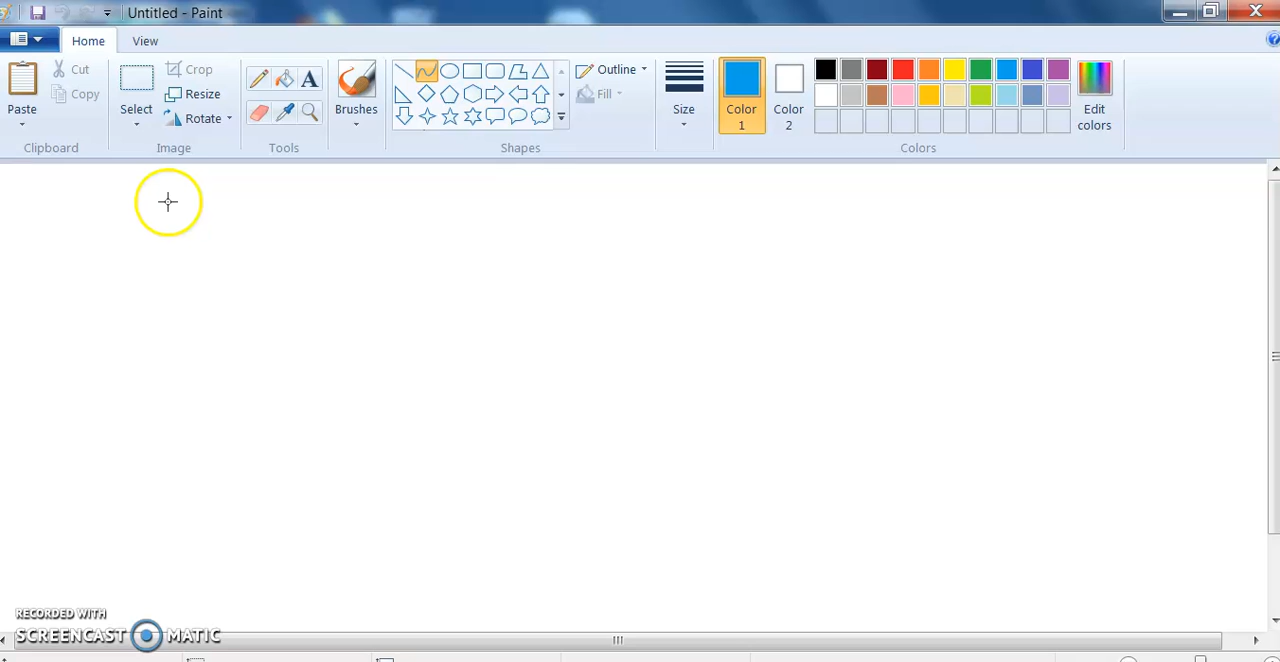 Untitled - Paint
Home View
Paste
Cut
Copy
Clipboard
Select
Crop
Resize
Rotate
Image
A
Tools
Brushes
Outline
Fill
Shapes
Size
Color 1
Color 2
Edit colors
Colors
RECORDED WITH
SCREENCAST MATIC